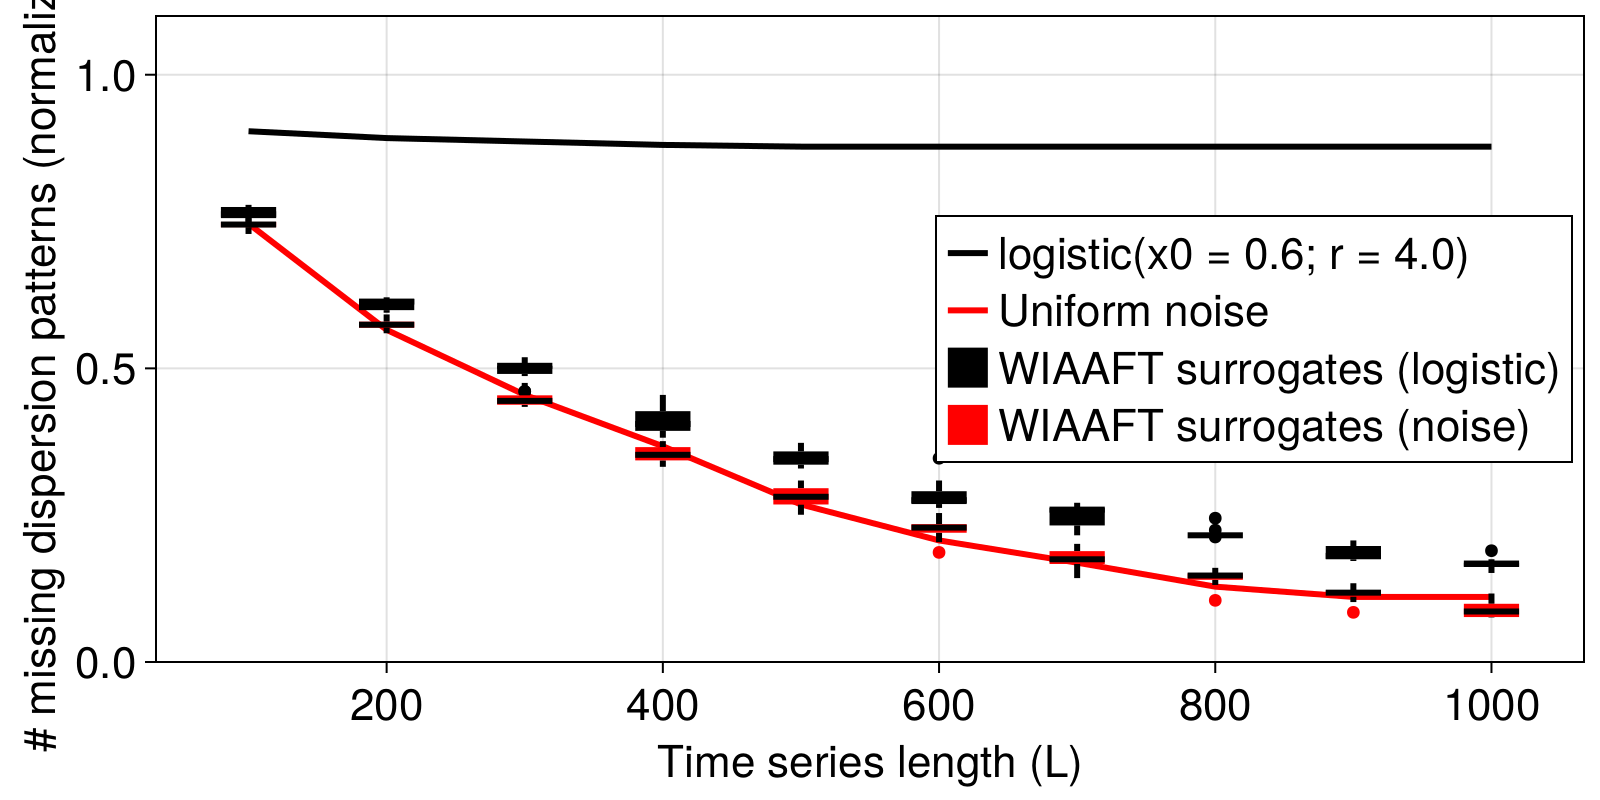 # missing dispersion patterns (normaliz
1.0
0.5
0.0
logistic(x0 = 0.6; r = 4.0)
Uniform noise
WIAAFT surrogates (logistic)
WIAAFT surrogates (noise)
200 400 600 800 1000
Time series length (L)